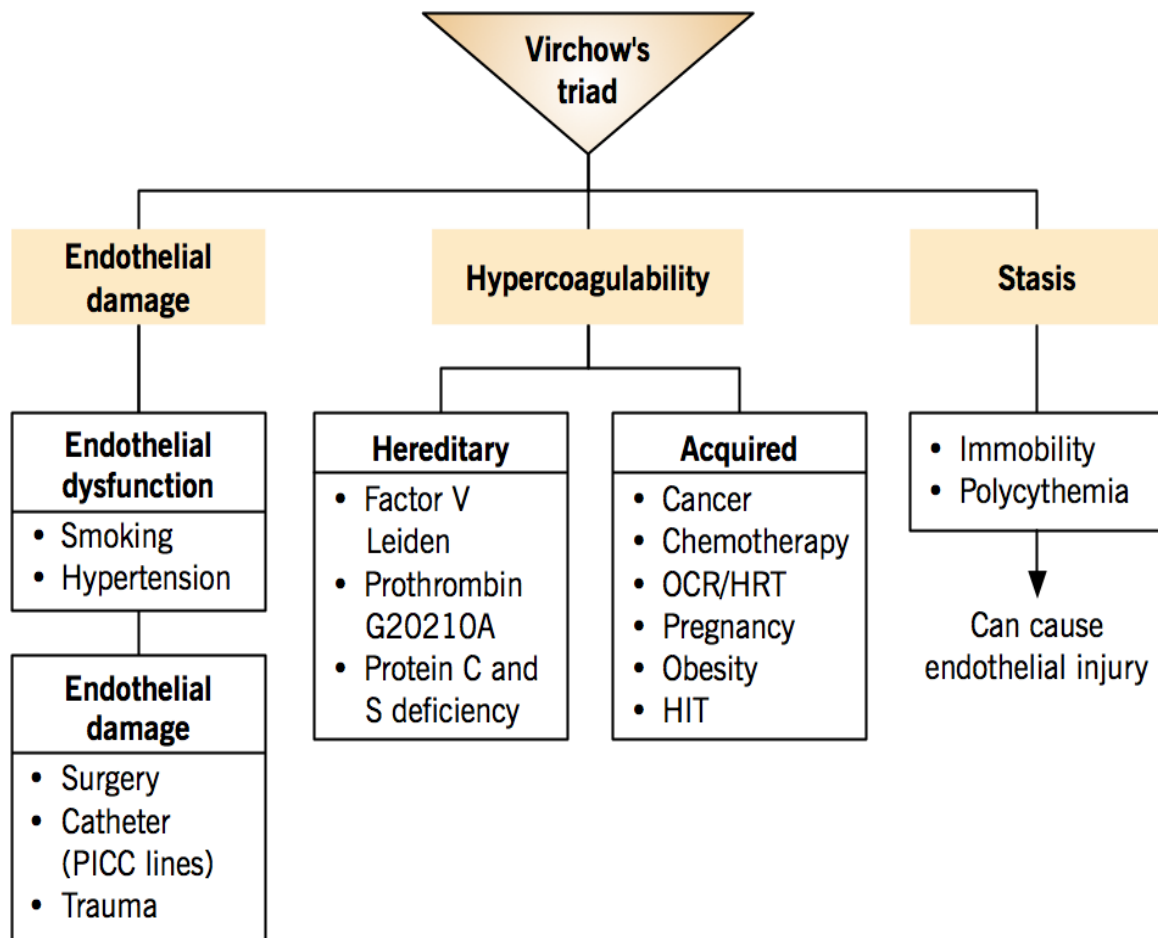 Virchow's
triad
Endothelial
damage
Hypercoagulability
Stasis
Endothelial
dysfunction
• Smoking
• Hypertension
Endothelial
damage
• Surgery
• Catheter
(PICC lines)
• Trauma
Hereditary
• Factor V
Leiden
• Prothrombin
G20210A
• Protein C and
S deficiency
Acquired
• Cancer
• Chemotherapy
• OCR/HRT
• Pregnancy
• Obesity
• HIT
• Immobility
• Polycythemia
Can cause
endothelial injury